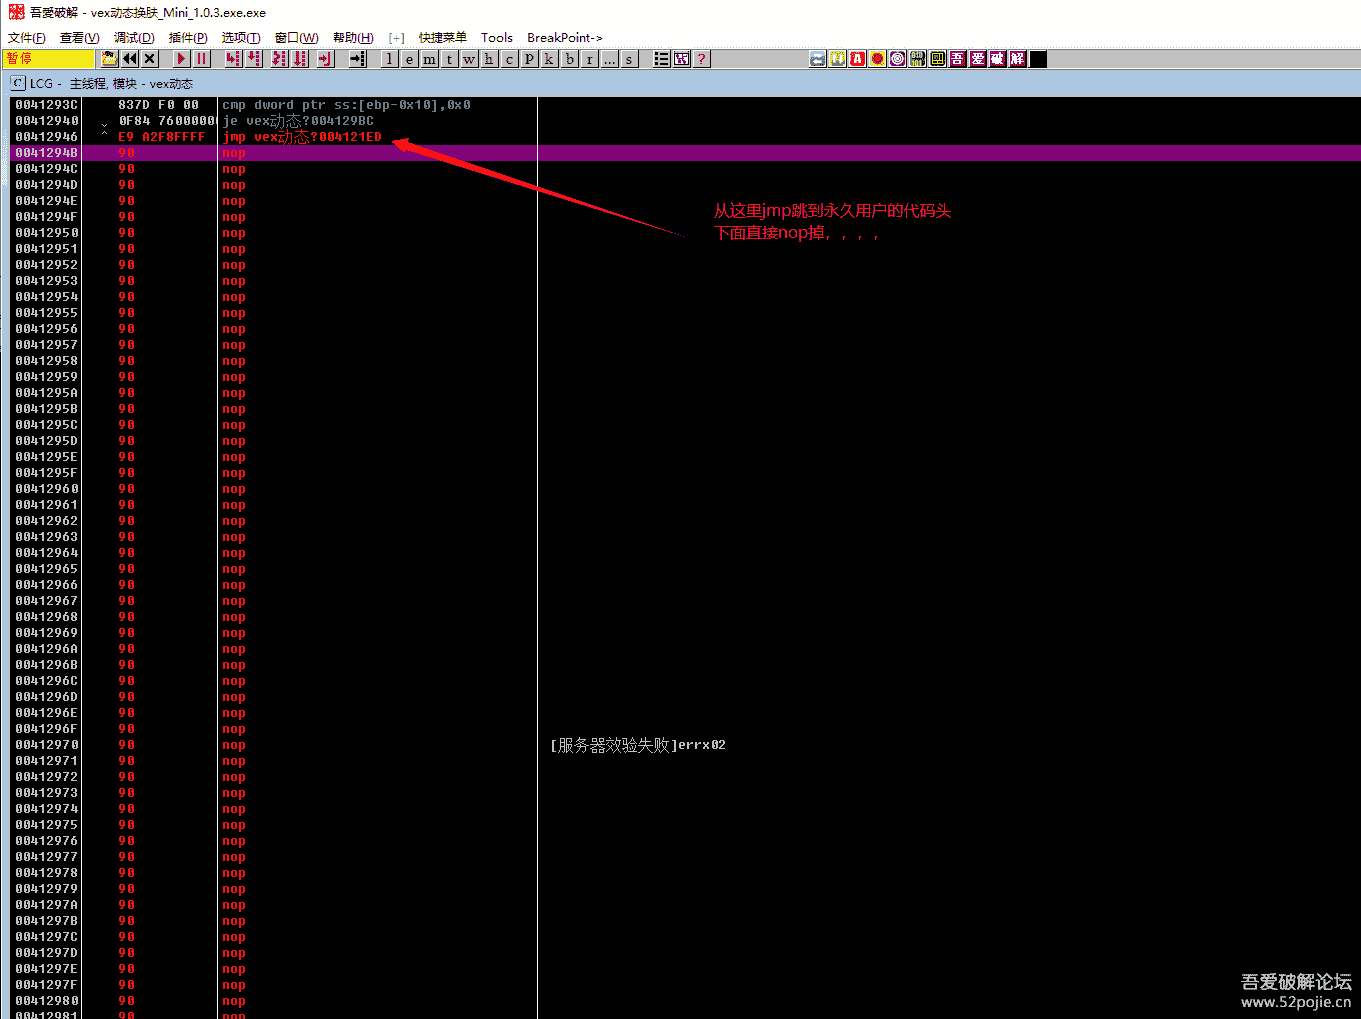 吾爱破解 - vex动态换肤_Mini_1.0.3.exe.exe
文件(F) 查看(V) 调试(D) 插件(P) 选项(T) 窗口(W) 帮助(H) [+] 快捷菜单 Tools BreakPoint->
暂停 l e m t w h c P k b r ... s ? 吾 爱 破 解
C LCG - 主线程, 模块 - vex动态
0041293C 837D F0 00 cmp dword ptr ss:[ebp-0x10],0x0
00412940 0F84 76000000 je vex动态?004129BC
00412946 E9 A2F8FFFF jmp vex动态?004121ED
0041294B 90 nop
0041294C 90 nop
0041294D 90 nop
0041294E 90 nop
从这里jmp跳到永久用户的代码头
0041294F 90 nop
00412950 90 nop
下面直接nop掉，，，，
00412951 90 nop
00412952 90 nop
00412953 90 nop
00412954 90 nop
00412955 90 nop
00412956 90 nop
00412957 90 nop
00412958 90 nop
00412959 90 nop
0041295A 90 nop
0041295B 90 nop
0041295C 90 nop
0041295D 90 nop
0041295E 90 nop
0041295F 90 nop
00412960 90 nop
00412961 90 nop
00412962 90 nop
00412963 90 nop
00412964 90 nop
00412965 90 nop
00412966 90 nop
00412967 90 nop
00412968 90 nop
00412969 90 nop
0041296A 90 nop
0041296B 90 nop
0041296C 90 nop
0041296D 90 nop
0041296E 90 nop
0041296F 90 nop
00412970 90 nop [服务器效验失败]errx02
00412971 90 nop
00412972 90 nop
00412973 90 nop
00412974 90 nop
00412975 90 nop
00412976 90 nop
00412977 90 nop
00412978 90 nop
00412979 90 nop
0041297A 90 nop
0041297B 90 nop
0041297C 90 nop
0041297D 90 nop
0041297E 90 nop
0041297F 90 nop
00412980 90 nop
00412981 90 nop
吾爱破解论坛
www.52pojie.cn